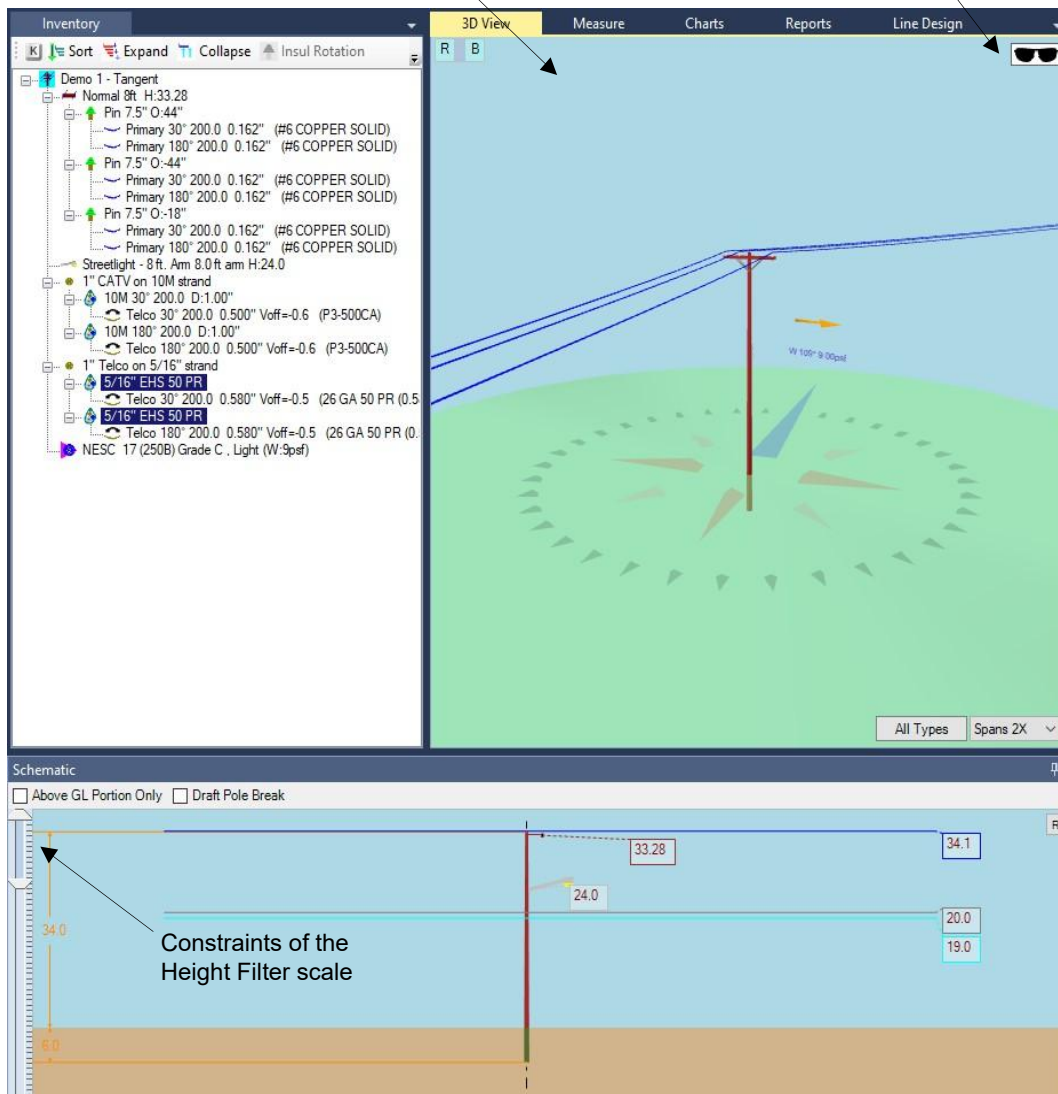 Inventory
3D View Measure Charts Reports Line Design
K Sort Expand Collapse Insul Rotation
R B
Demo 1 - Tangent
Normal 8ft H:33.28
Pin 7.5" O:44"
Primary 30° 200.0 0.162" (#6 COPPER SOLID)
Primary 180° 200.0 0.162" (#6 COPPER SOLID)
Pin 7.5" O:-44"
Primary 30° 200.0 0.162" (#6 COPPER SOLID)
Primary 180° 200.0 0.162" (#6 COPPER SOLID)
Pin 7.5" O:-18"
Primary 30° 200.0 0.162" (#6 COPPER SOLID)
Primary 180° 200.0 0.162" (#6 COPPER SOLID)
Streetlight - 8 ft. Arm 8.0 ft arm H:24.0
1" CATV on 10M strand
10M 30° 200.0 D:1.00"
Telco 30° 200.0 0.500" Voff=-0.6 (P3-500CA)
10M 180° 200.0 D:1.00"
Telco 180° 200.0 0.500" Voff=-0.6 (P3-500CA)
1" Telco on 5/16" strand
5/16" EHS 50 PR
Telco 30° 200.0 0.580" Voff=-0.5 (26 GA 50 PR (0.5
5/16" EHS 50 PR
Telco 180° 200.0 0.580" Voff=-0.5 (26 GA 50 PR (0.
NESC 17 (250B) Grade C , Light (W:9psf)
W 109° 9.00psf
All Types Spans 2X
Schematic
Above GL Portion Only Draft Pole Break
R
33.28
34.1
24.0
34.0
20.0
19.0
Constraints of the
Height Filter scale
6.0